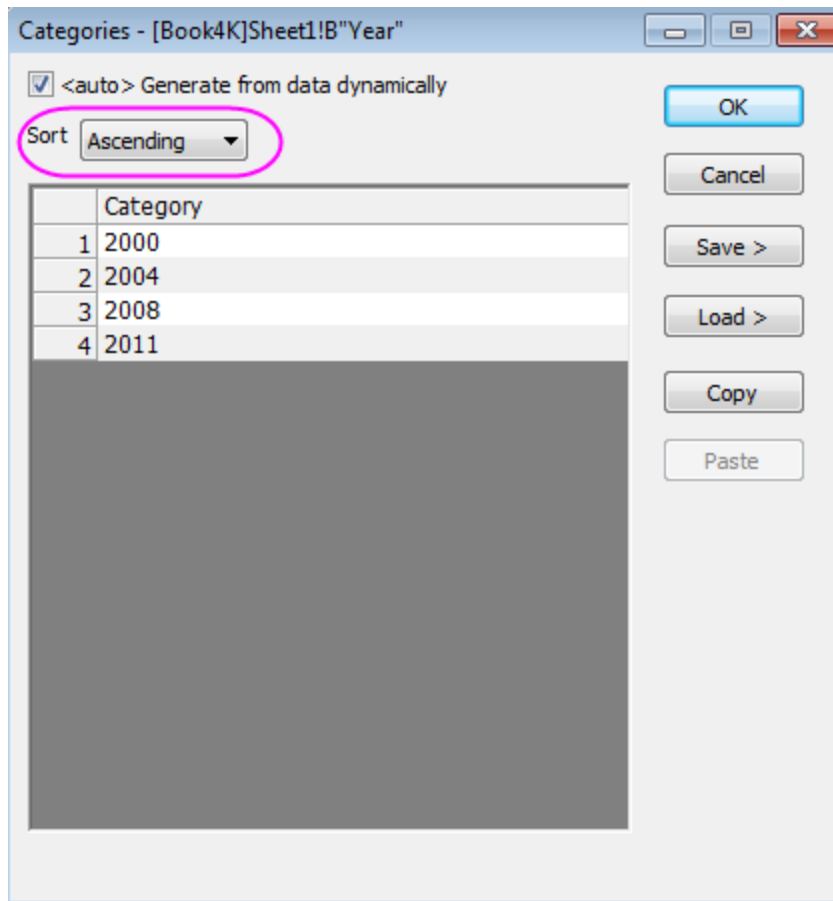 Categories - [Book4K]Sheet1!B"Year"
<auto> Generate from data dynamically
Sort Ascending
OK
Cancel
Save >
Load >
Copy
Paste
Category
1 2000
2 2004
3 2008
4 2011